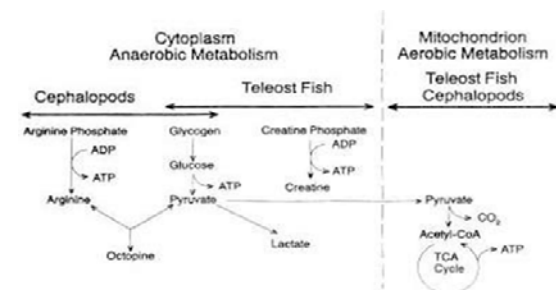 Cytoplasm
Anaerobic Metabolism
Mitochondrion
Aerobic Metabolism
Cephalopods
Teleost Fish
Teleost Fish
Cephalopods
Arginine Phosphate
Glycogen
Creatine Phosphate
ADP
ADP
Glucose
ATP
ATP
ATP
Creatine
Arginine
Pyruvate
Pyruvate
CO₂
Acetyl-CoA
Octopine
Lactate
TCA
Cycle
ATP